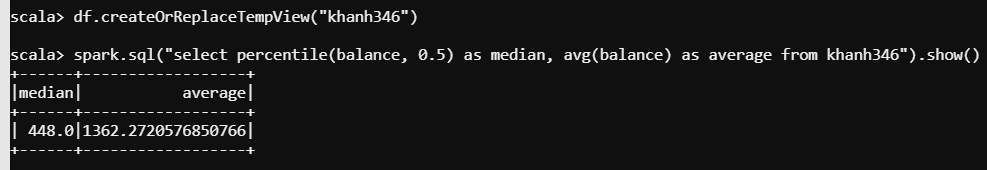 scala> df.createOrReplaceTempView("khanh346")
scala> spark.sql("select percentile(balance, 0.5) as median, avg(balance) as average from khanh346").show()
+------+------------------+
|median|           average|
+------+------------------+
| 448.0|1362.2720576850766|
+------+------------------+